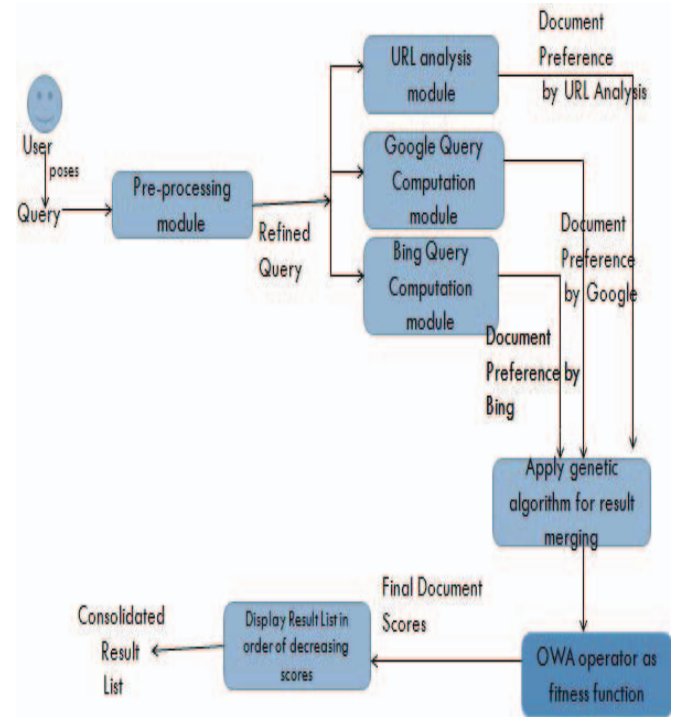 User
poses
Query
Pre-processing
module
Refined
Query
URL analysis
module
Google Query
Computation
module
Bing Query
Computation
module
Document
Preference
by URL Analysis
Document
Preference
by Google
Document
Preference by
Bing
Apply genetic
algorithm for result
merging
OWA operator as
fitness function
Final Document
Scores
Display Result List in
order of decreasing
scores
Consolidated
Result
List